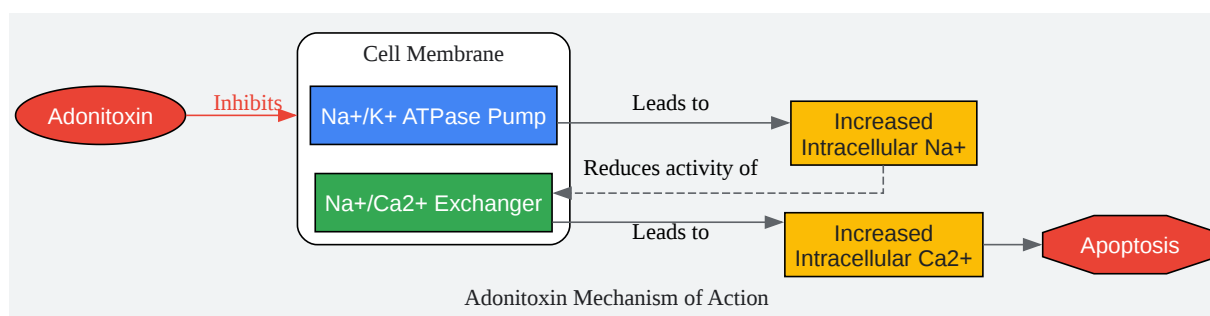 Cell Membrane
Adonitoxin
Inhibits
Na+/K+ ATPase Pump
Leads to
Increased
Intracellular Na+
Reduces activity of
Na+/Ca2+ Exchanger
Leads to
Increased
Intracellular Ca2+
Apoptosis
Adonitoxin Mechanism of Action